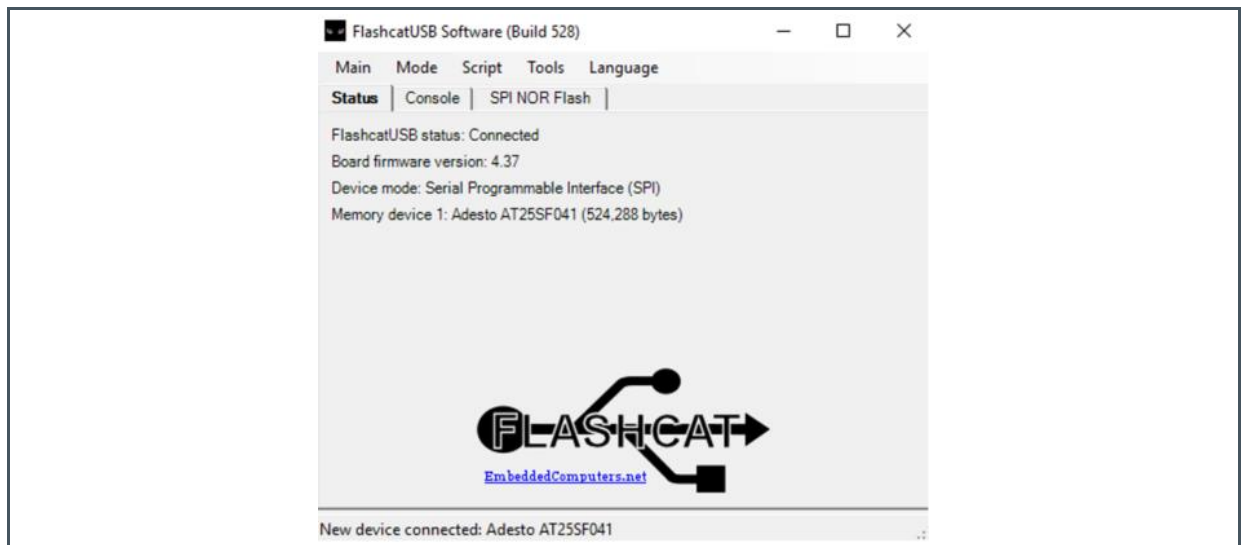 FlashcatUSB Software (Build 528)
Main Mode Script Tools Language
Status Console SPI NOR Flash
FlashcatUSB status: Connected
Board firmware version: 4.37
Device mode: Serial Programmable Interface (SPI)
Memory device 1: Adesto AT25SF041 (524,288 bytes)
FLASHCAT
EmbeddedComputers.net
New device connected: Adesto AT25SF041